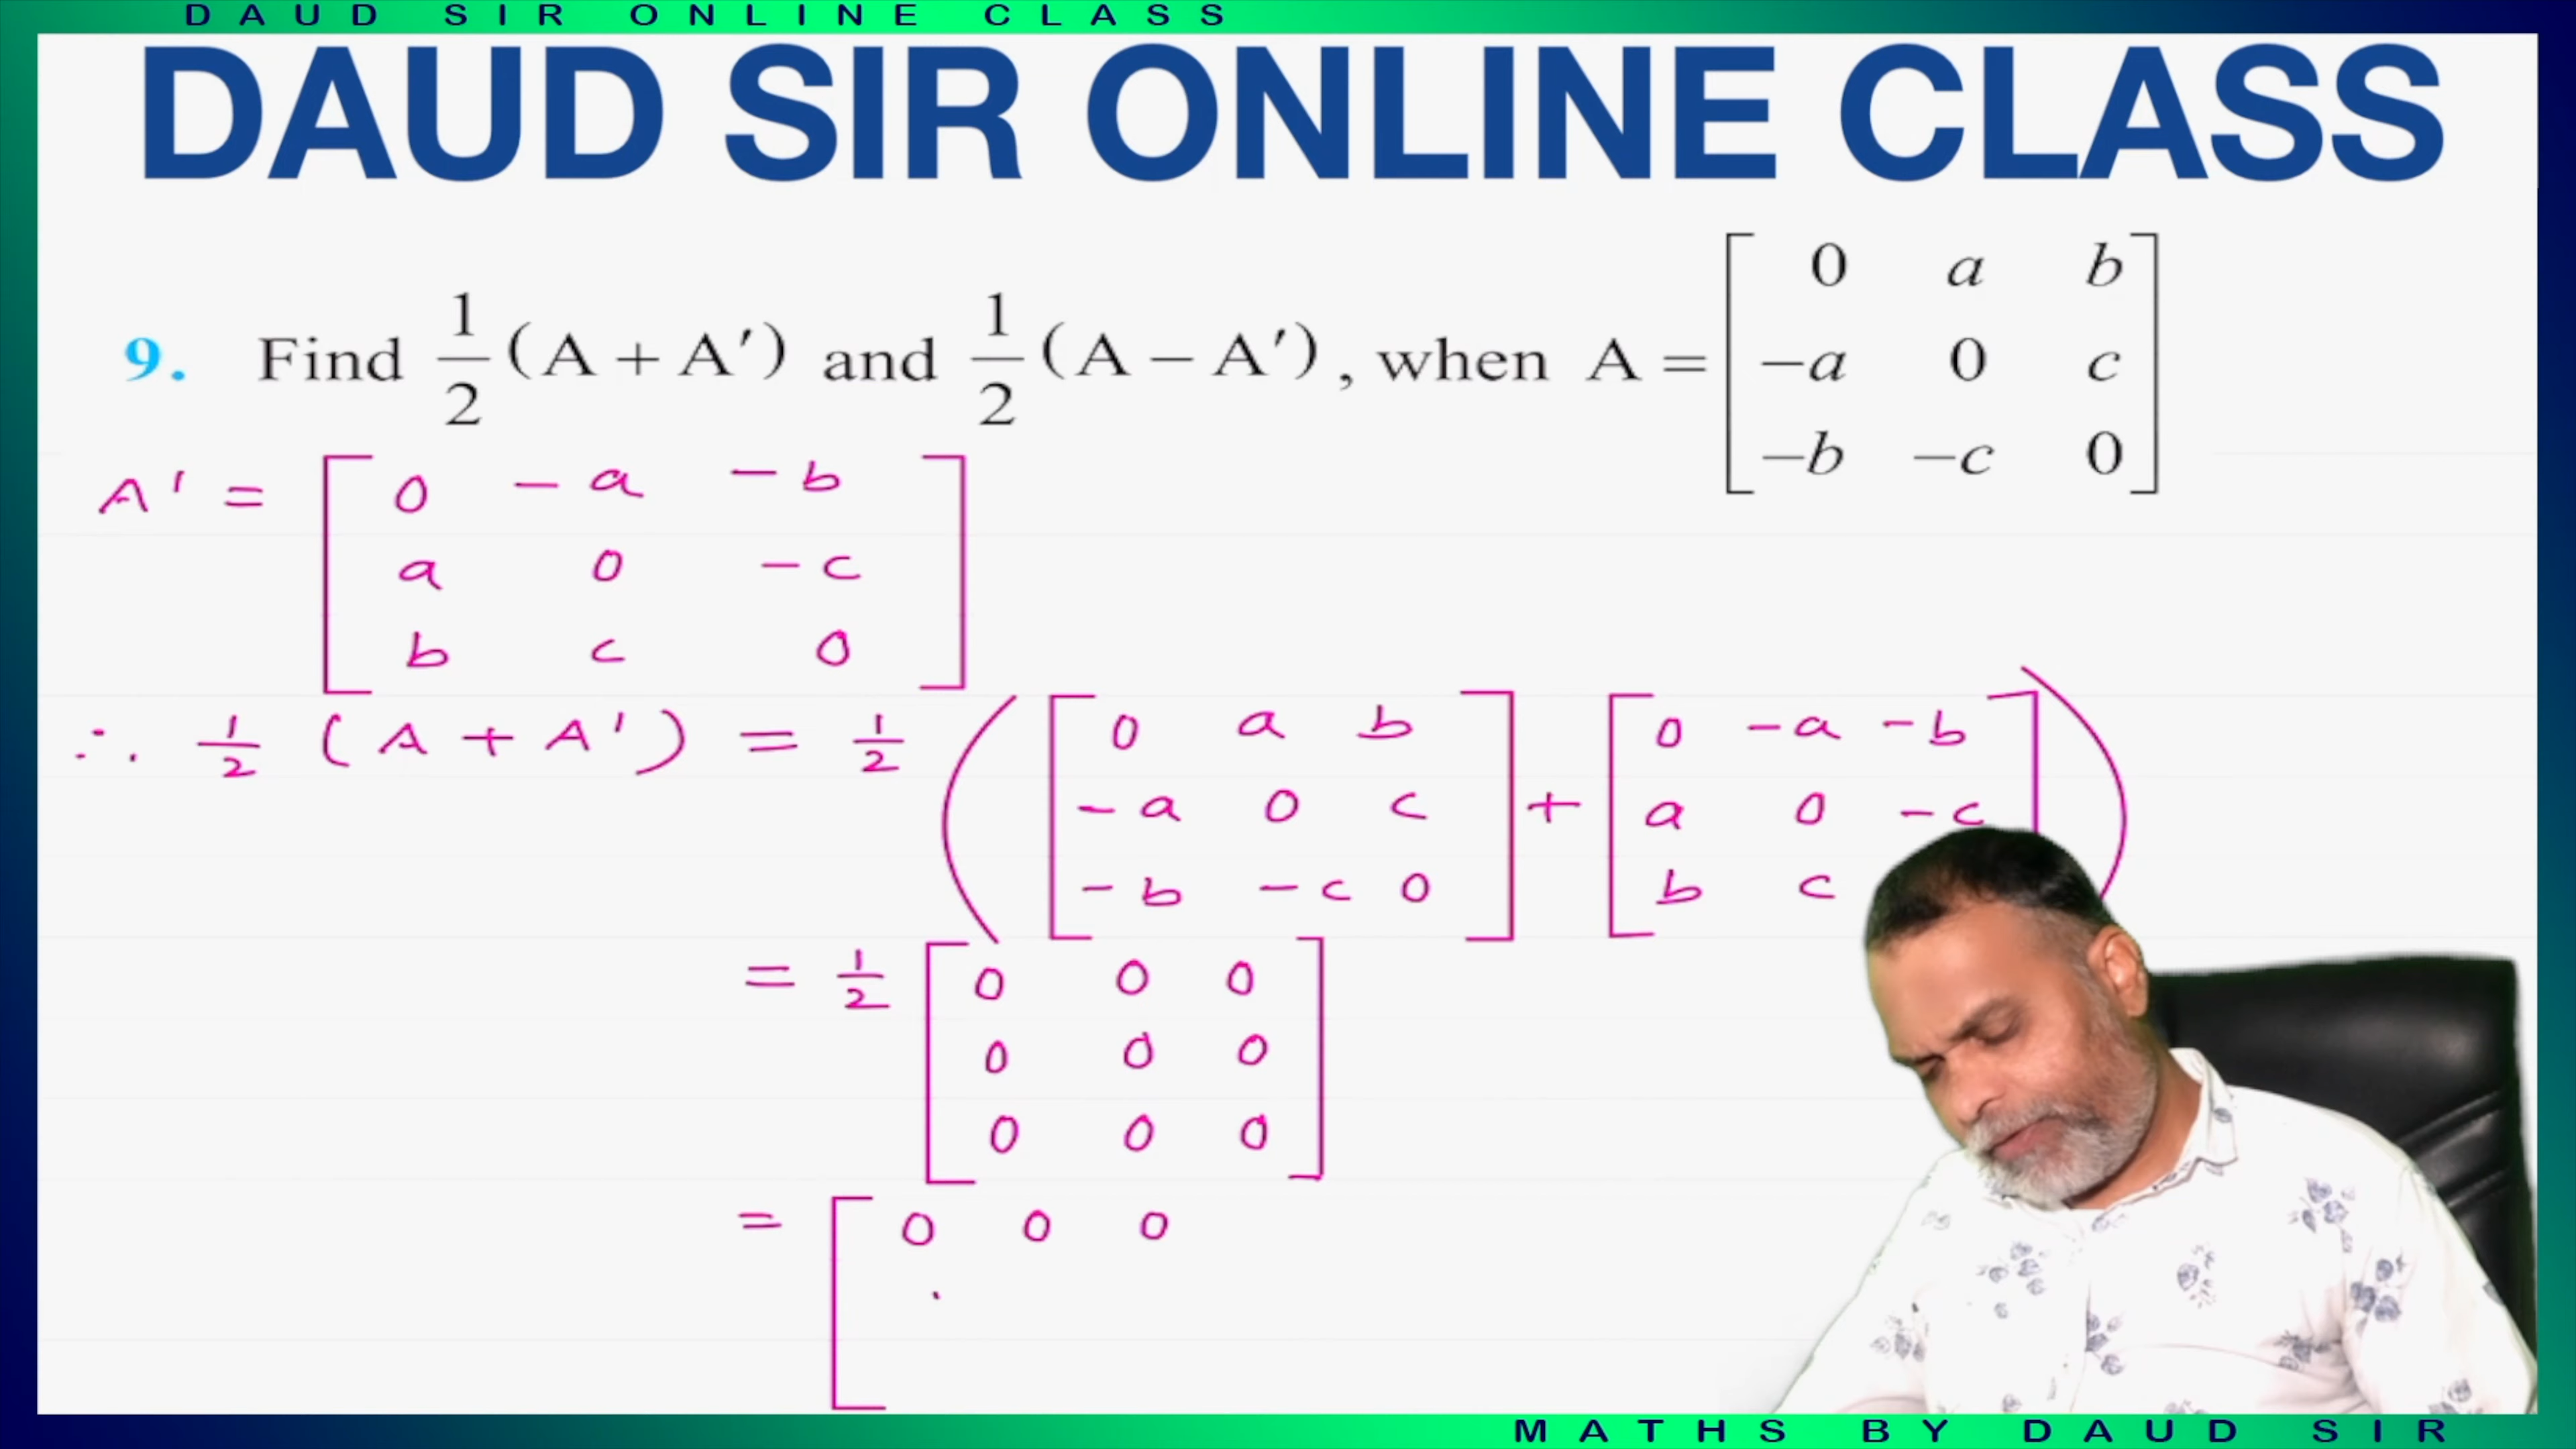 DAUD SIR ONLINE CLASS
DAUD SIR ONLINE CLASS
9. Find 1/2 (A + A′) and 1/2 (A − A′), when A = [ 0 a b
−a 0 c
−b −c 0 ]
A' = [ 0 −a −b
a 0 −c
b c 0 ]
∴ 1/2 (A + A') = 1/2 ( [ 0 a b ] + [ 0 −a −b ] )
−a 0 c a 0 −c
−b −c 0 b c
= 1/2 [ 0 0 0
0 0 0
0 0 0 ]
= [ 0 0 0
MATHS BY DAUD SIR